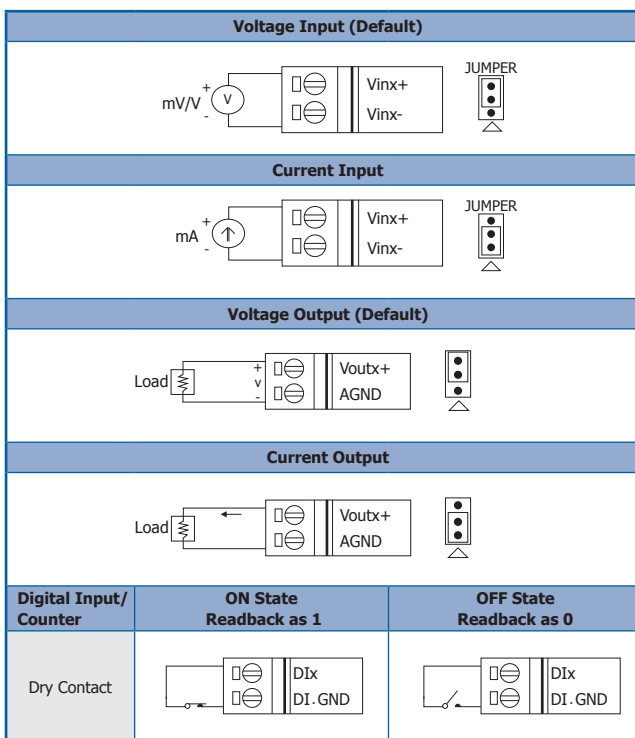 Voltage Input (Default)
JUMPER
+
mV/V
V
-
Vinx+
Vinx-
Current Input
JUMPER
+
mA
-
Vinx+
Vinx-
Voltage Output (Default)
Load
+
v
-
Voutx+
AGND
Current Output
Load
Voutx+
AGND
Digital Input/
Counter
ON State
Readback as 1
OFF State
Readback as 0
Dry Contact
DIx
DI.GND
DIx
DI.GND